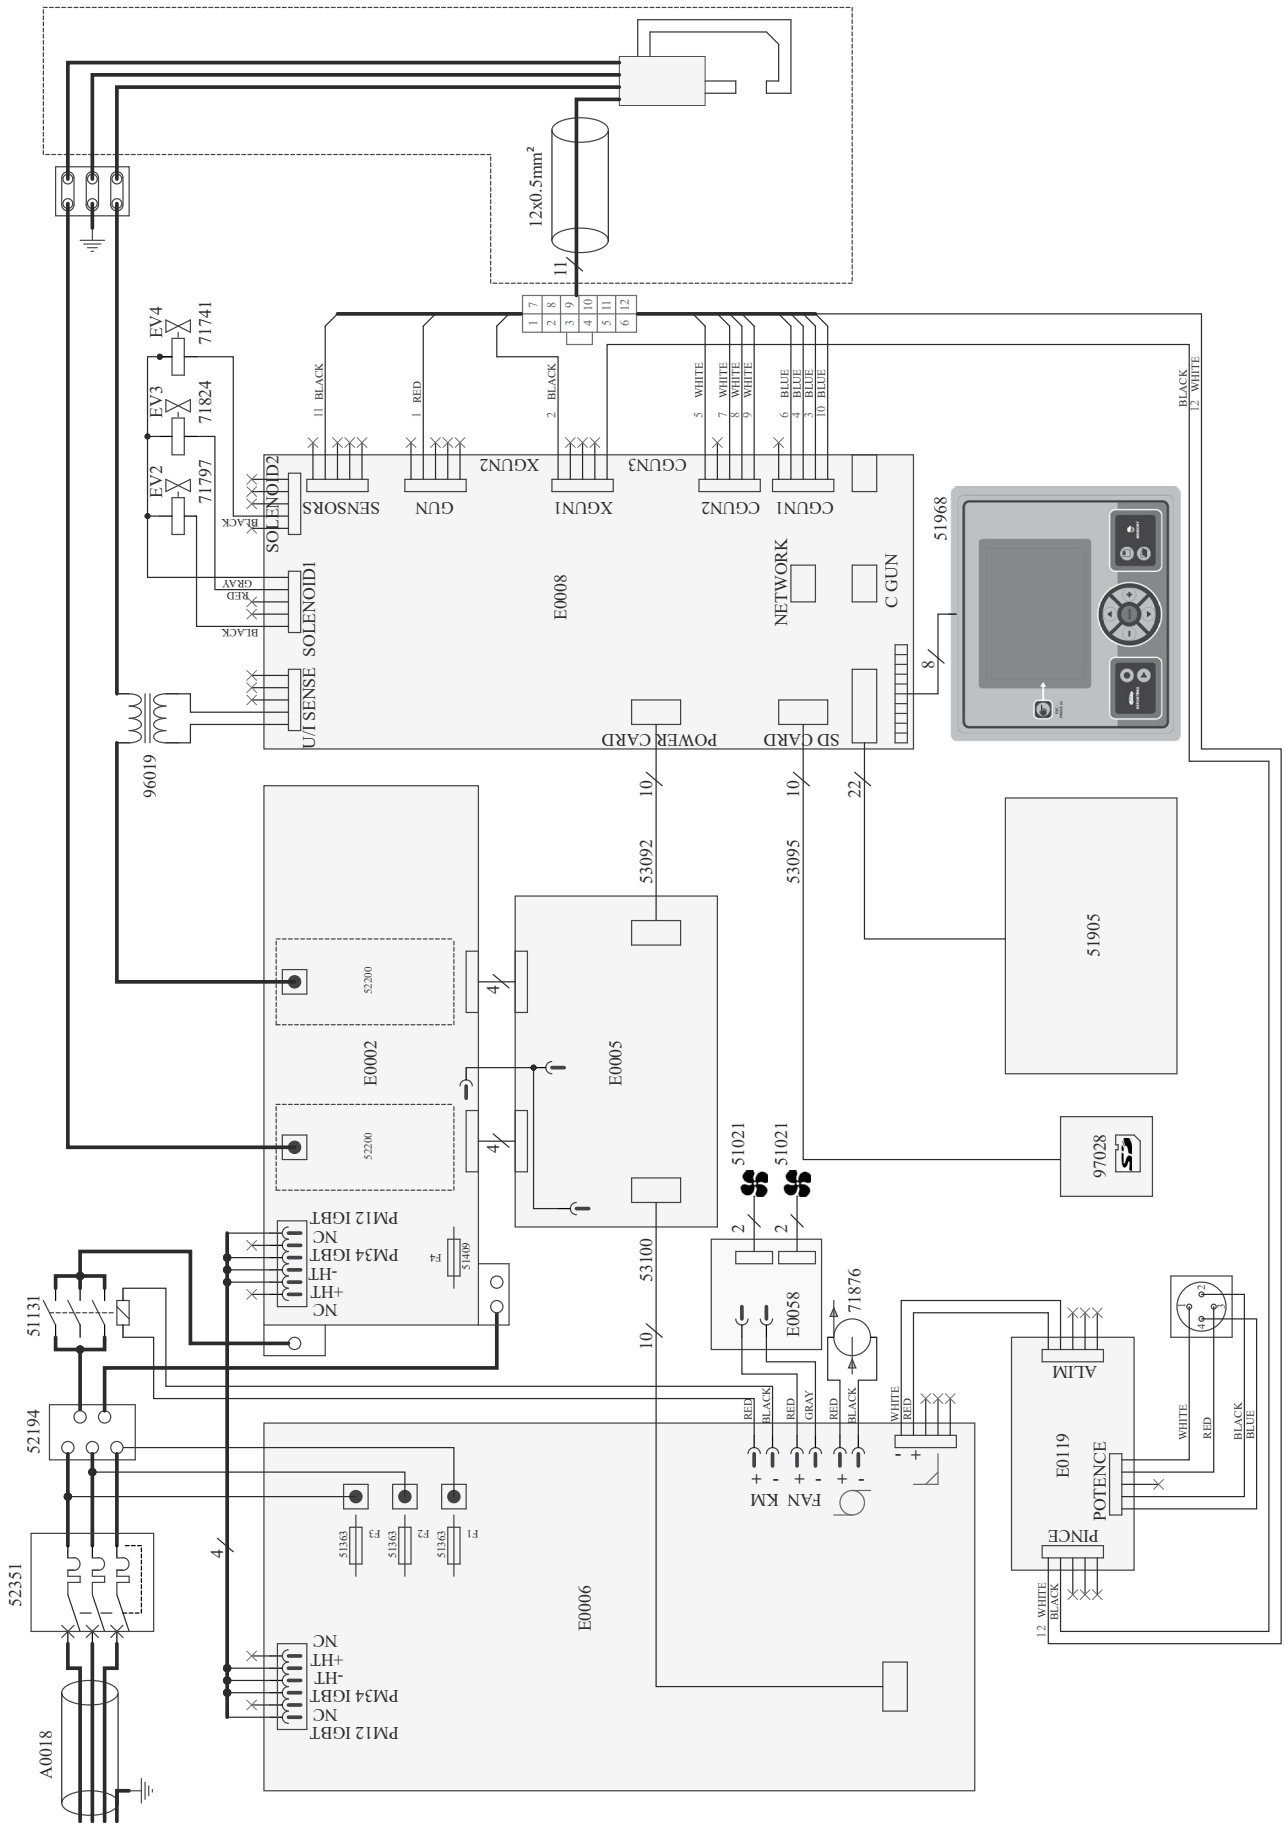 12x0.5mm²
11
EV4
71741
EV3
71824
EV2
71797
1 7
2 8
3 9
4 10
5 11
6 12
11 BLACK
1 RED
2 BLACK
5 WHITE
7 WHITE
8 WHITE
9 WHITE
6 BLUE
4 BLUE
3 BLUE
10 BLUE
BLACK
12 WHITE
SOLENOID2
BLACK
SOLENOID1
GRAY
RED
BLACK
U/I SENSE
SENSORS
GUN
XGUN2
XGUN1
CGUN3
CGUN2
CGUN1
E0008
NETWORK
C GUN
POWER CARD
SD CARD
51968
REPORTING
MEMORY
8
96019
10
53092
10
53095
22
51905
E0002
52200
52200
4
4
E0005
97028
SD
51131
PM12 IGBT
NC
PM34 IGBT
-HT
+HT
NC
F4
51409
53100
10
51021
51021
2
2
E0058
71876
52194
52351
A0018
4
51363
F3
51363
F2
51363
F1
E0006
NC
+HT
-HT
PM34 IGBT
NC
PM12 IGBT
RED
BLACK
RED
GRAY
RED
BLACK
WHITE
RED
+
-
KM
+
-
FAN
+
-
-
+
ALIM
E0119
POTENCE
PINCE
12 WHITE
BLACK
WHITE
RED
BLACK
BLUE
1
2
3
4